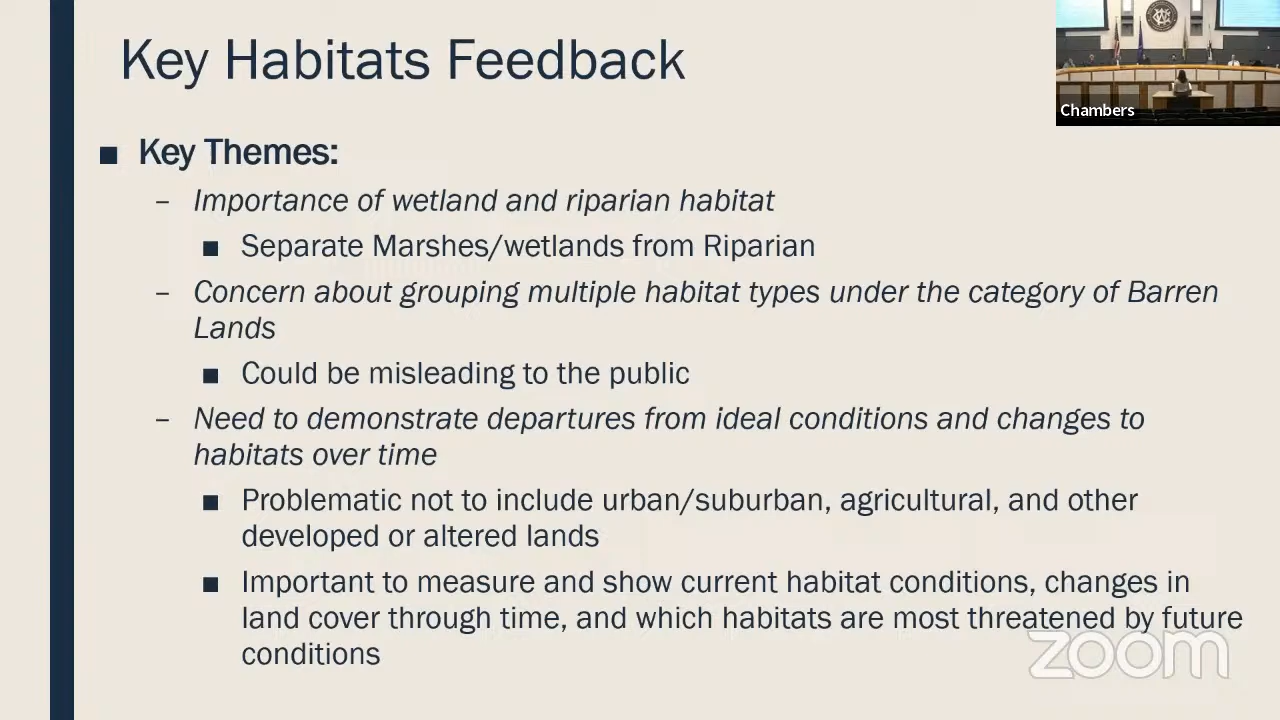 Key Habitats Feedback
Chambers
■ Key Themes:
– Importance of wetland and riparian habitat
■ Separate Marshes/wetlands from Riparian
– Concern about grouping multiple habitat types under the category of Barren
Lands
■ Could be misleading to the public
– Need to demonstrate departures from ideal conditions and changes to
habitats over time
■ Problematic not to include urban/suburban, agricultural, and other
developed or altered lands
■ Important to measure and show current habitat conditions, changes in
land cover through time, and which habitats are most threatened by future
conditions
zoom